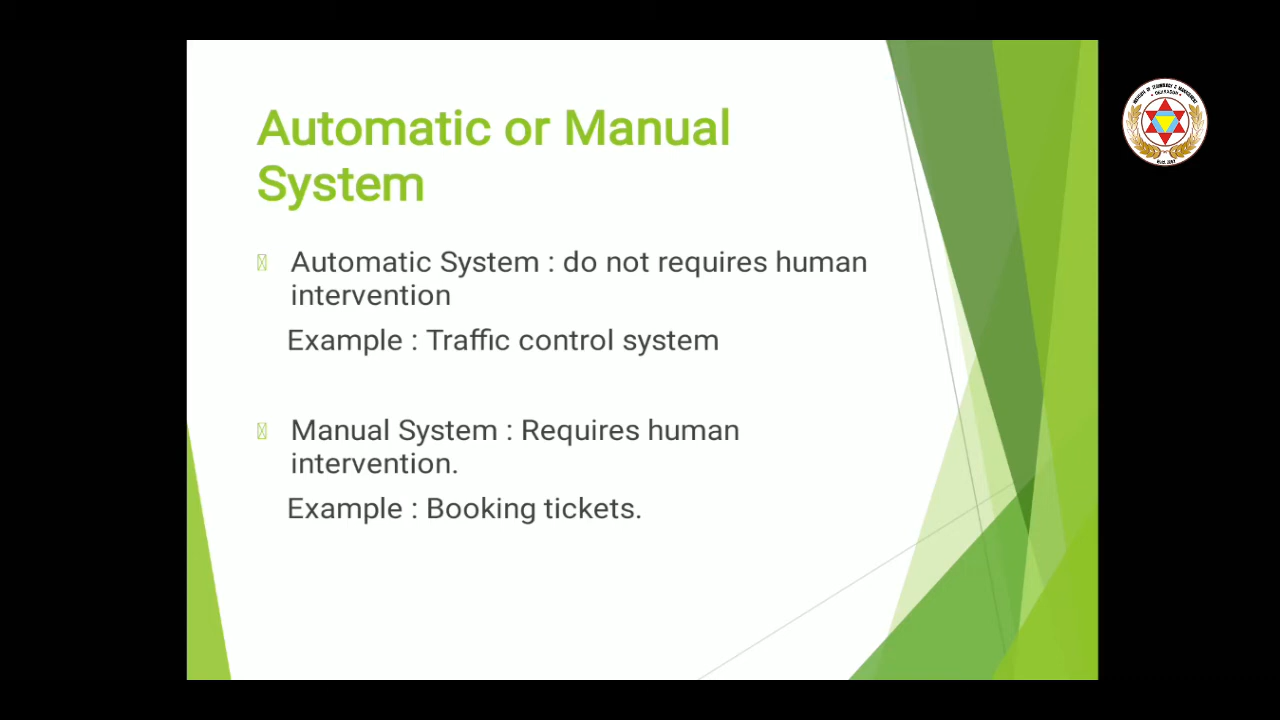 Automatic or Manual
System
Automatic System : do not requires human
intervention
Example : Traffic control system
Manual System : Requires human
intervention.
Example : Booking tickets.